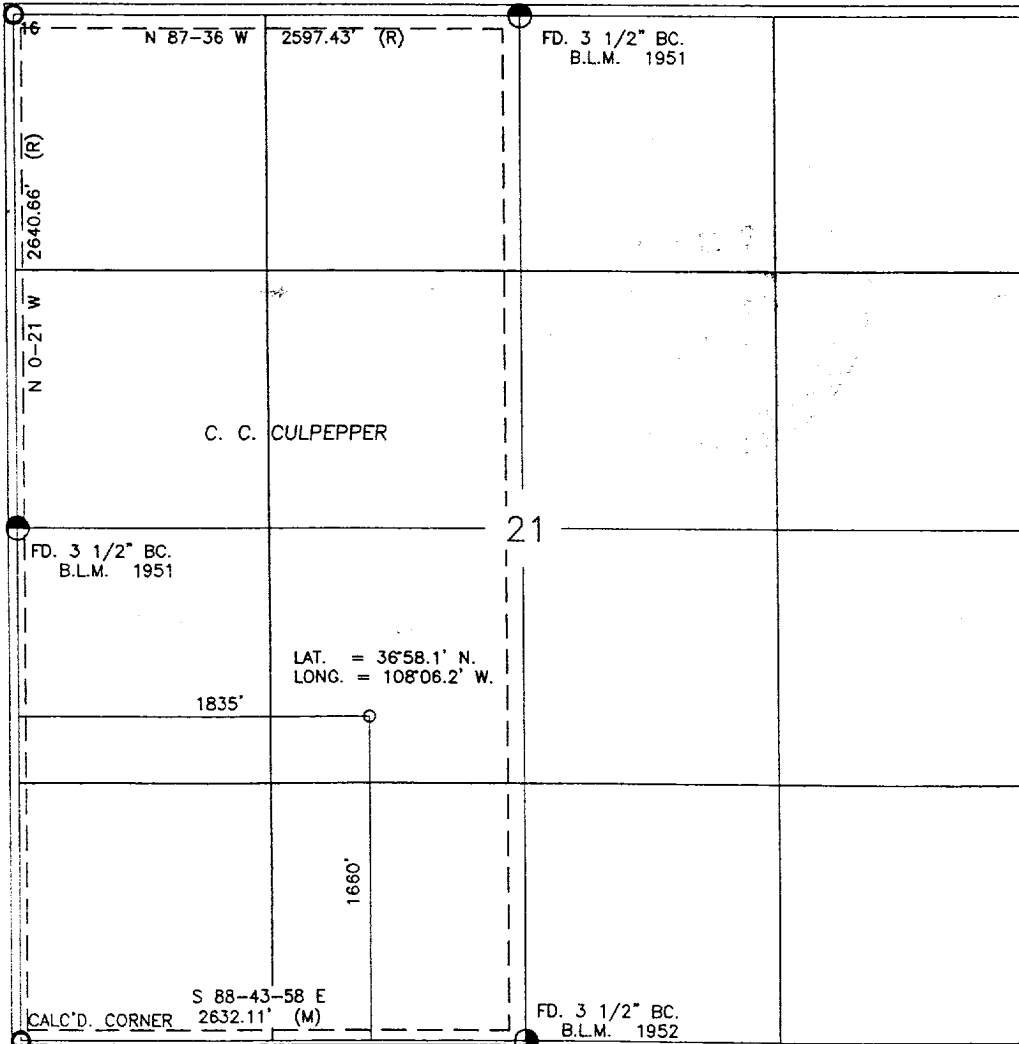 16
N 87-36 W 2597.43' (R)
FD. 3 1/2" BC.
B.L.M. 1951
N 0-21 W 2640.66' (R)
C. C. CULPEPPER
21
FD. 3 1/2" BC.
B.L.M. 1951
LAT. = 36°58.1' N.
LONG. = 108°06.2' W.
1835'
1660'
S 88-43-58 E
2632.11' (M)
CALC'D. CORNER
FD. 3 1/2" BC.
B.L.M. 1952